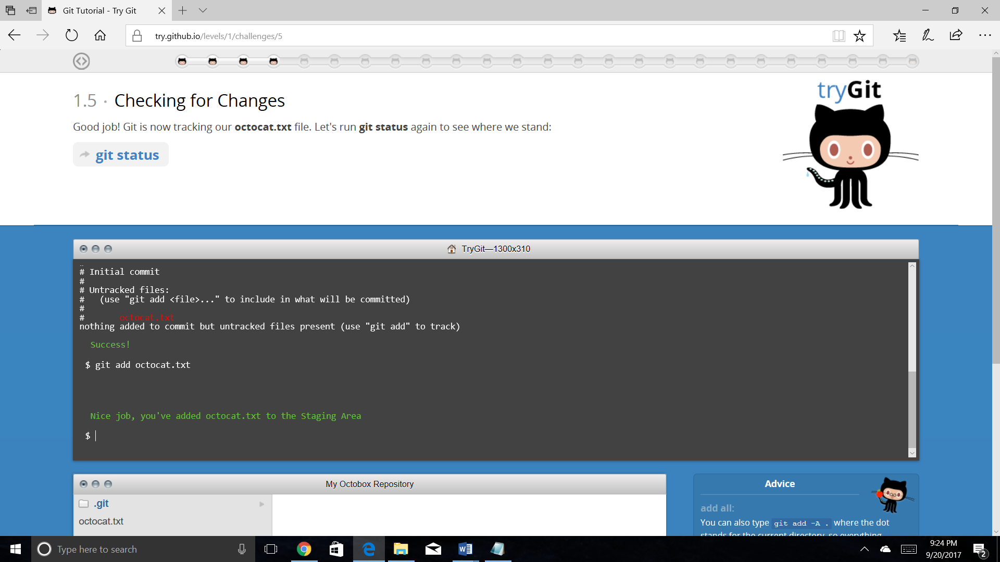 Git Tutorial - Try Git
try.github.io/levels/1/challenges/5
tryGit
1.5 · Checking for Changes
Good job! Git is now tracking our octocat.txt file. Let's run git status again to see where we stand:
git status
TryGit—1300x310
# Initial commit
#
# Untracked files:
#   (use "git add <file>..." to include in what will be committed)
#
#       octocat.txt
nothing added to commit but untracked files present (use "git add" to track)
Success!
$ git add octocat.txt
Nice job, you've added octocat.txt to the Staging Area
$
My Octobox Repository
.git
octocat.txt
Advice
add all:
You can also type git add -A . where the dot
stands for the current directory, so everything
Type here to search
9:24 PM
9/20/2017
2